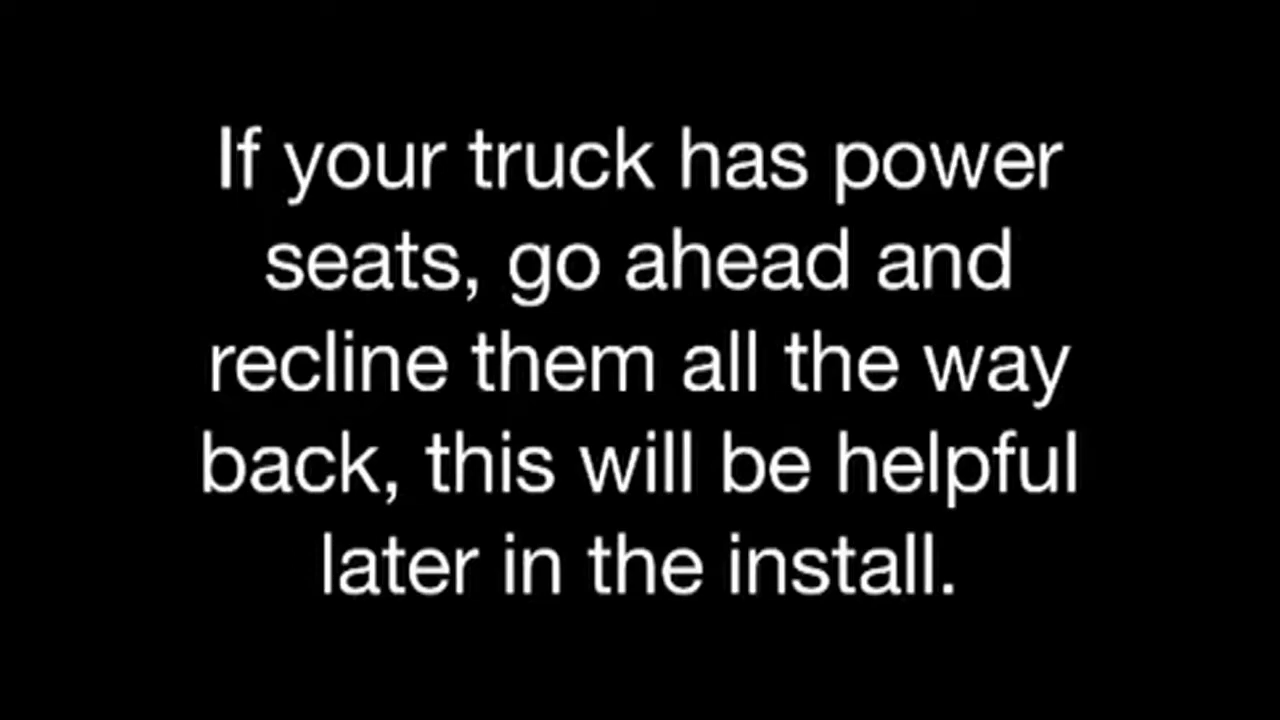 If your truck has power
seats, go ahead and
recline them all the way
back, this will be helpful
later in the install.